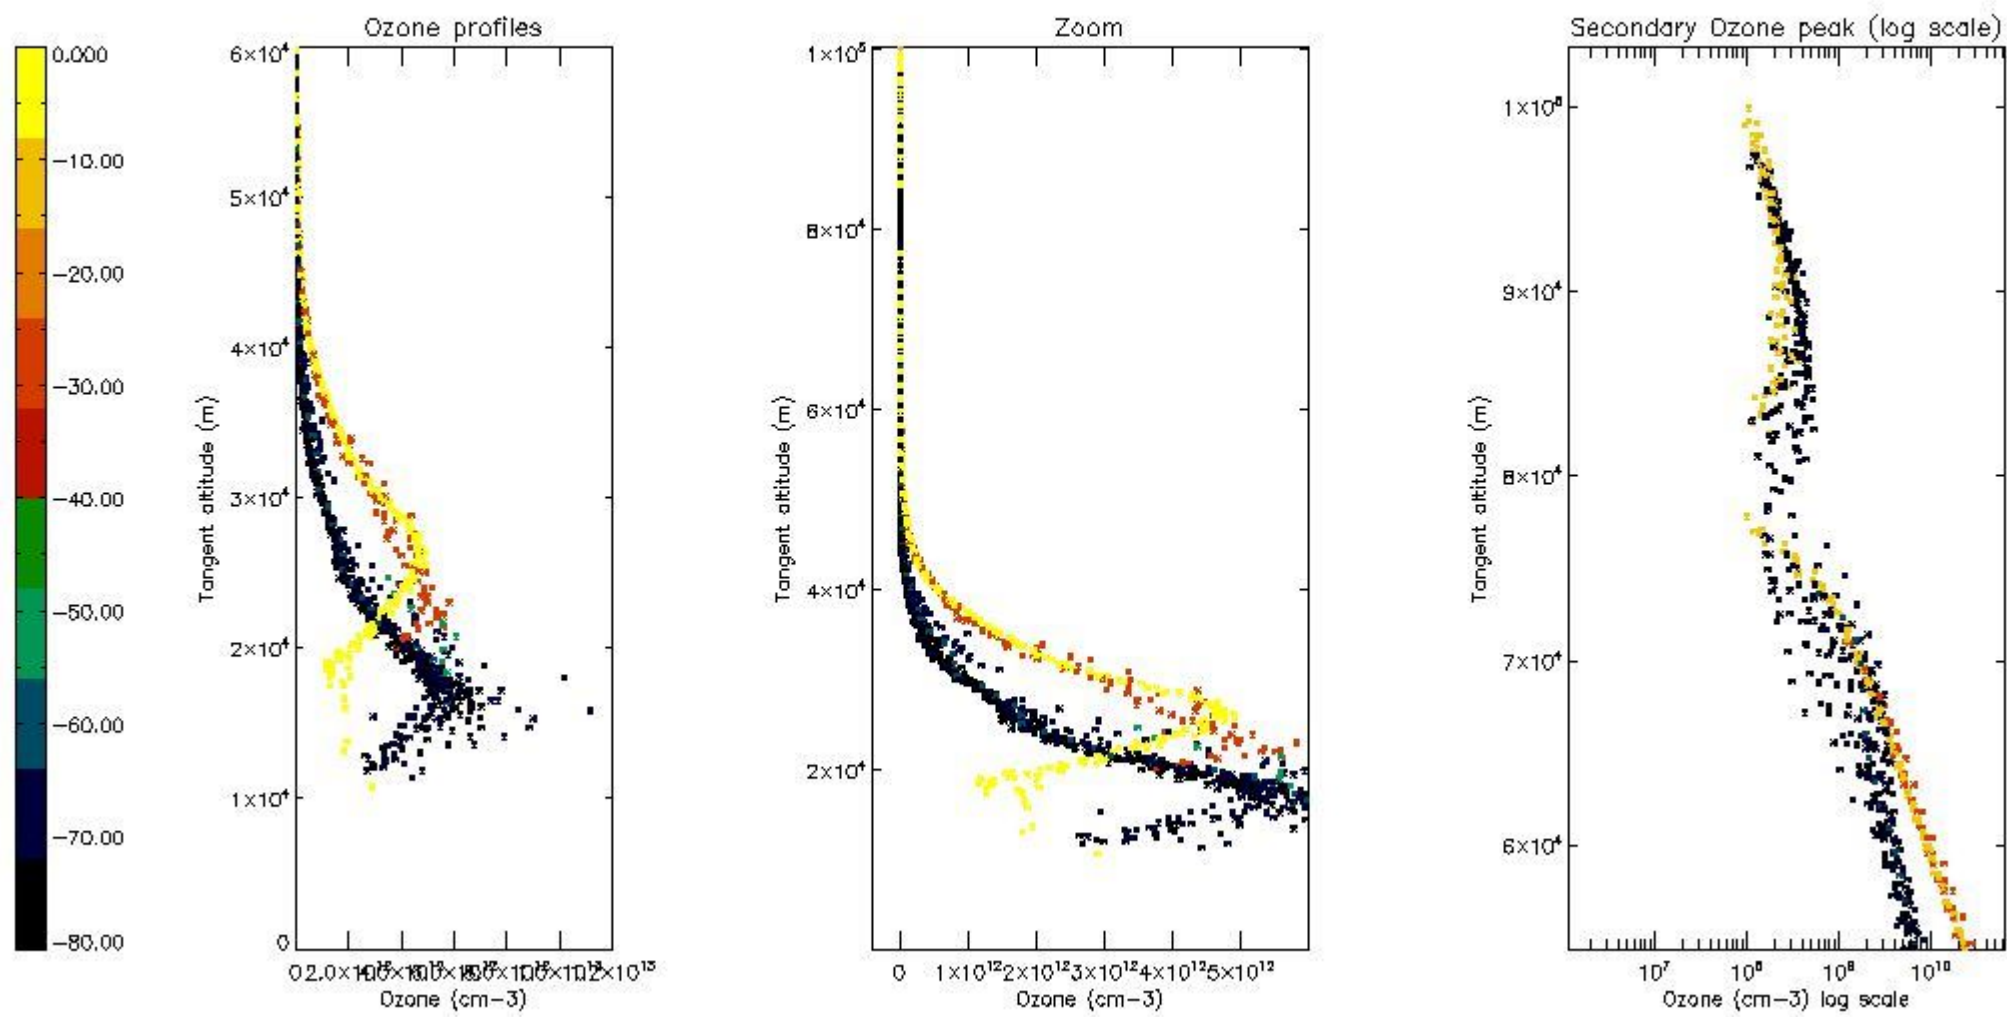 Ozone profiles
Zoom
Secondary Ozone peak (log scale)
0.000
-10.00
-20.00
-30.00
-40.00
-50.00
-60.00
-70.00
-80.00
6×10⁴
5×10⁴
4×10⁴
3×10⁴
2×10⁴
1×10⁴
0
Tangent altitude (m)
1.2×10¹³
Ozone (cm-3)
1×10⁵
8×10⁴
6×10⁴
4×10⁴
2×10⁴
Tangent altitude (m)
0 1×10¹² 2×10¹² 3×10¹² 4×10¹² 5×10¹²
Ozone (cm-3)
9×10⁴
8×10⁴
7×10⁴
6×10⁴
Tangent altitude (m)
10⁷ 10⁸ 10⁹ 10¹⁰
Ozone (cm-3) log scale